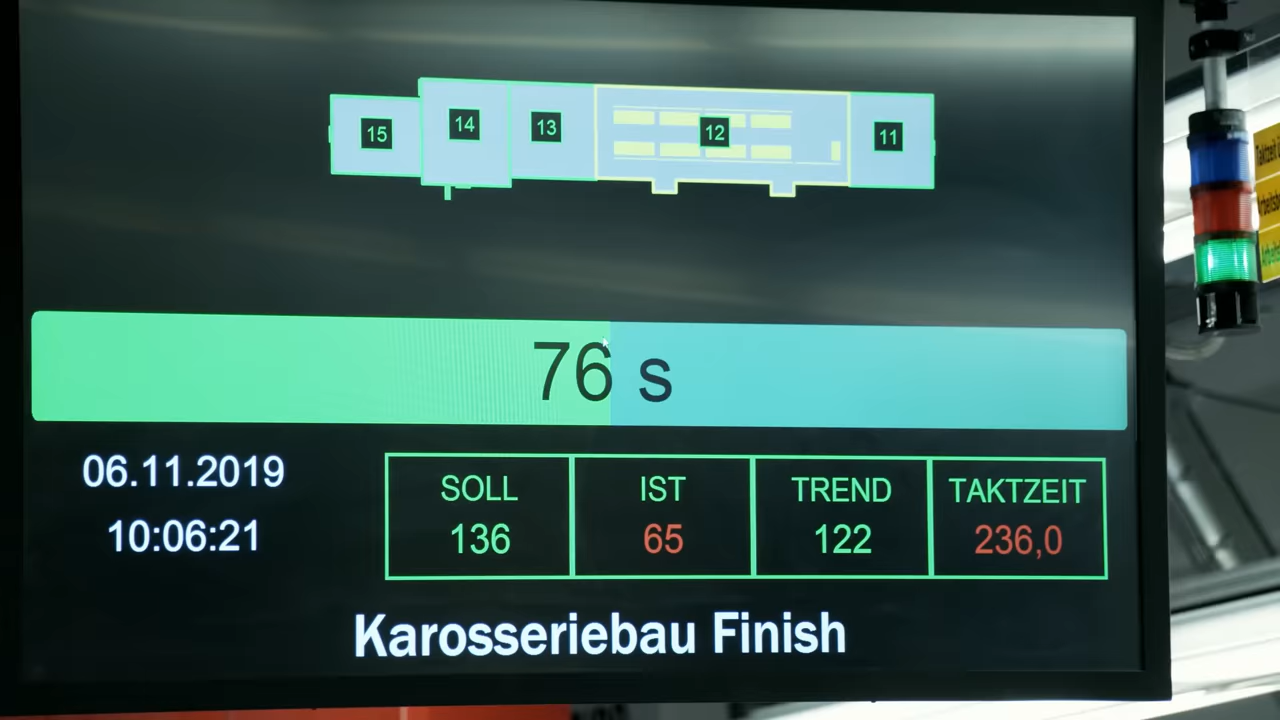 15 14 13 12 11
76 s
06.11.2019
10:06:21
SOLL IST TREND TAKTZEIT
136 65 122 236,0
Karosseriebau Finish
Taktzeit